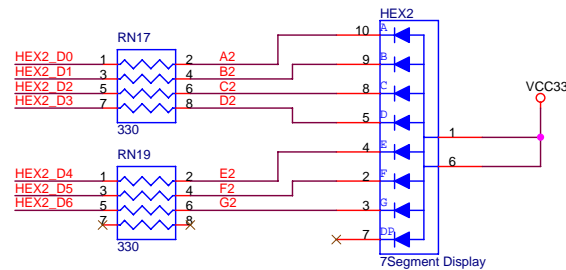 HEX2
RN17
10 A
HEX2_D0 1 2 A2
HEX2_D1 3 4 B2 9 B
HEX2_D2 5 6 C2 8 C
HEX2_D3 7 8 D2
330
5 D
VCC33
1
4 E
6
RN19
HEX2_D4 1 2 E2
HEX2_D5 3 4 F2 2 F
HEX2_D6 5 6 G2 3 G
7 8
330
7 DP
7Segment Display